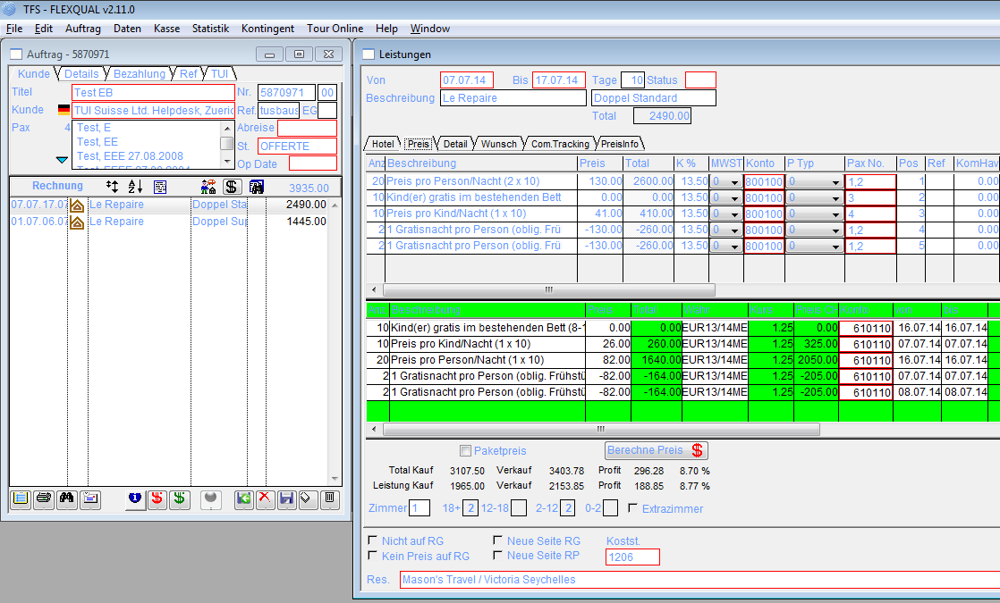 TFS - FLEXQUAL v2.11.0
File Edit Auftrag Daten Kasse Statistik Kontingent Tour Online Help Window
Auftrag - 5870971
Kunde Details Bezahlung Ref TUI
Titel Test EB Nr. 5870971 00
Kunde TUI Suisse Ltd. Helpdesk, Zueric Ref. tusbaus EG
Pax 4 Test, E Abreise
Test, EE St. OFFERTE
Test, EEE 27.08.2008 Op Date
Test, EEEE 27.08.2004
Rechnung 3935.00
07.07.17.07 Le Repaire Doppel Sta 2490.00
01.07.06.07 Le Repaire Doppel Sup 1445.00
Leistungen
Von 07.07.14 Bis 17.07.14 Tage 10 Status
Beschreibung Le Repaire Doppel Standard
Total 2490.00
Hotel Preis Detail Wunsch Com.Tracking PreisInfo
Anz Beschreibung Preis Total K % MWST Konto P Typ Pax No. Pos Ref KomHav
20 Preis pro Person/Nacht (2 x 10) 130.00 2600.00 13.50 0 800100 0 1,2 1 0.00
10 Kind(er) gratis im bestehenden Bett 0.00 0.00 13.50 0 800100 0 3 2 0.00
10 Preis pro Kind/Nacht (1 x 10) 41.00 410.00 13.50 0 800100 0 4 3 0.00
2 1 Gratisnacht pro Person (oblig. Frü -130.00 -260.00 13.50 0 800100 0 1,2 4 0.00
2 1 Gratisnacht pro Person (oblig. Frü -130.00 -260.00 13.50 0 800100 0 1,2 5 0.00
Anz Beschreibung Preis Total Währ Kurs Preis CH Konto von bis
10 Kind(er) gratis im bestehenden Bett (8-1 0.00 0.00 EUR13/14ME 1.25 0.00 610110 16.07.14 16.07.14
10 Preis pro Kind/Nacht (1 x 10) 26.00 260.00 EUR13/14ME 1.25 325.00 610110 07.07.14 07.07.14
20 Preis pro Person/Nacht (1 x 10) 82.00 1640.00 EUR13/14ME 1.25 2050.00 610110 16.07.14 16.07.14
2 1 Gratisnacht pro Person (oblig. Frühstü -82.00 -164.00 EUR13/14ME 1.25 -205.00 610110 07.07.14 07.07.14
2 1 Gratisnacht pro Person (oblig. Frühstü -82.00 -164.00 EUR13/14ME 1.25 -205.00 610110 08.07.14 08.07.14
Paketpreis Berechne Preis $
Total Kauf 3107.50 Verkauf 3403.78 Profit 296.28 8.70 %
Leistung Kauf 1965.00 Verkauf 2153.85 Profit 188.85 8.77 %
Zimmer 1 18+ 2 12-18 2-12 2 0-2 Extrazimmer
Nicht auf RG Neue Seite RG Kostst.
Kein Preis auf RG Neue Seite RP 1206
Res. Mason's Travel / Victoria Seychelles